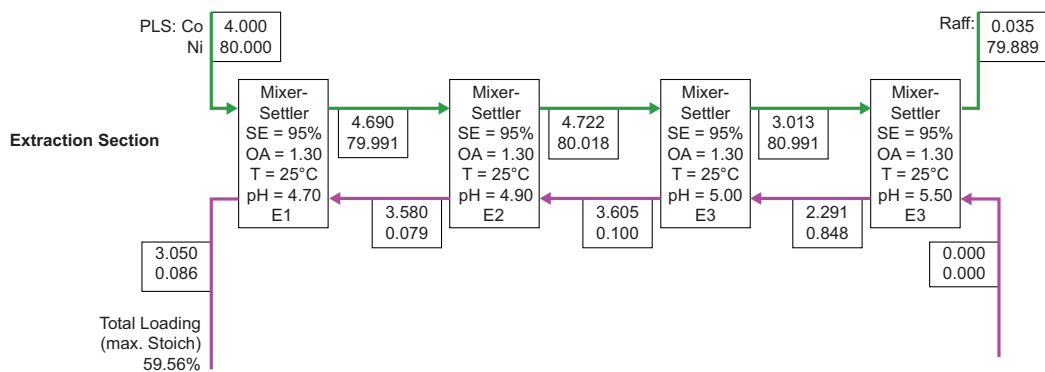 PLS: Co 4.000
Ni 80.000
Raff: 0.035
79.889
Extraction Section
Mixer-
Settler
SE = 95%
OA = 1.30
T = 25°C
pH = 4.70
E1
4.690
79.991
Mixer-
Settler
SE = 95%
OA = 1.30
T = 25°C
pH = 4.90
E2
4.722
80.018
Mixer-
Settler
SE = 95%
OA = 1.30
T = 25°C
pH = 5.00
E3
3.013
80.991
Mixer-
Settler
SE = 95%
OA = 1.30
T = 25°C
pH = 5.50
E3
3.050
0.086
3.580
0.079
3.605
0.100
2.291
0.848
0.000
0.000
Total Loading
(max. Stoich)
59.56%